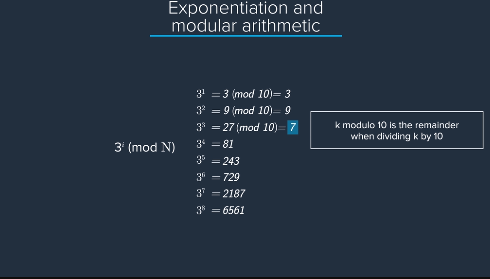 Exponentiation and
modular arithmetic
3¹ = 3 (mod 10)= 3
3² = 9 (mod 10)= 9
3³ = 27 (mod 10)= 7
k modulo 10 is the remainder
when dividing k by 10
3ⁱ (mod N)
3⁴ = 81
3⁵ = 243
3⁶ = 729
3⁷ = 2187
3⁸ = 6561